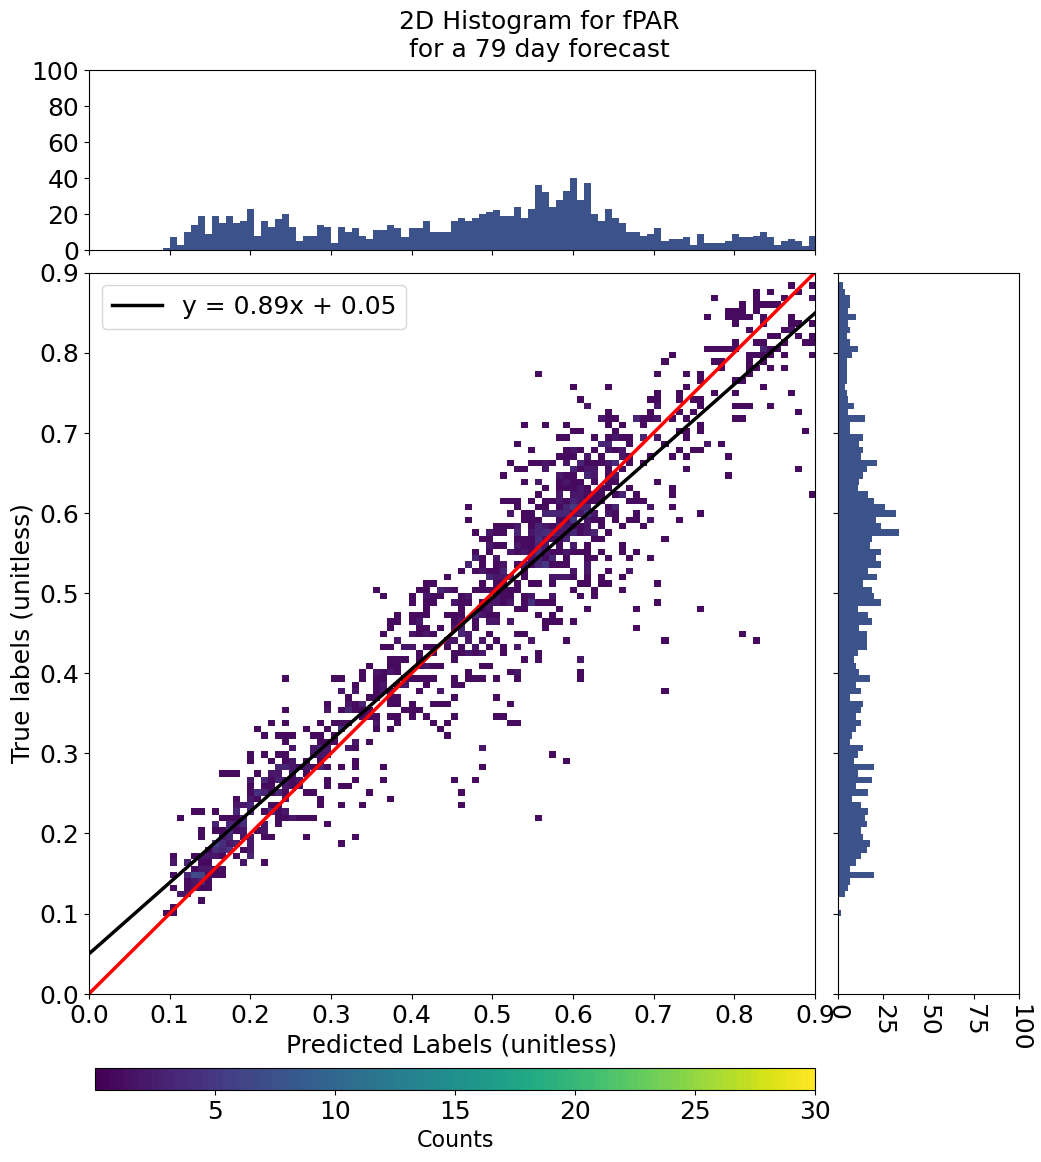 2D Histogram for fPAR
for a 79 day forecast
100
80
60
40
20
0
y = 0.89x + 0.05
0.9
0.8
0.7
0.6
0.5
0.4
0.3
0.2
0.1
0.0
True labels (unitless)
0.0 0.1 0.2 0.3 0.4 0.5 0.6 0.7 0.8 0.9
Predicted Labels (unitless)
0 25 50 75 100
5 10 15 20 25 30
Counts